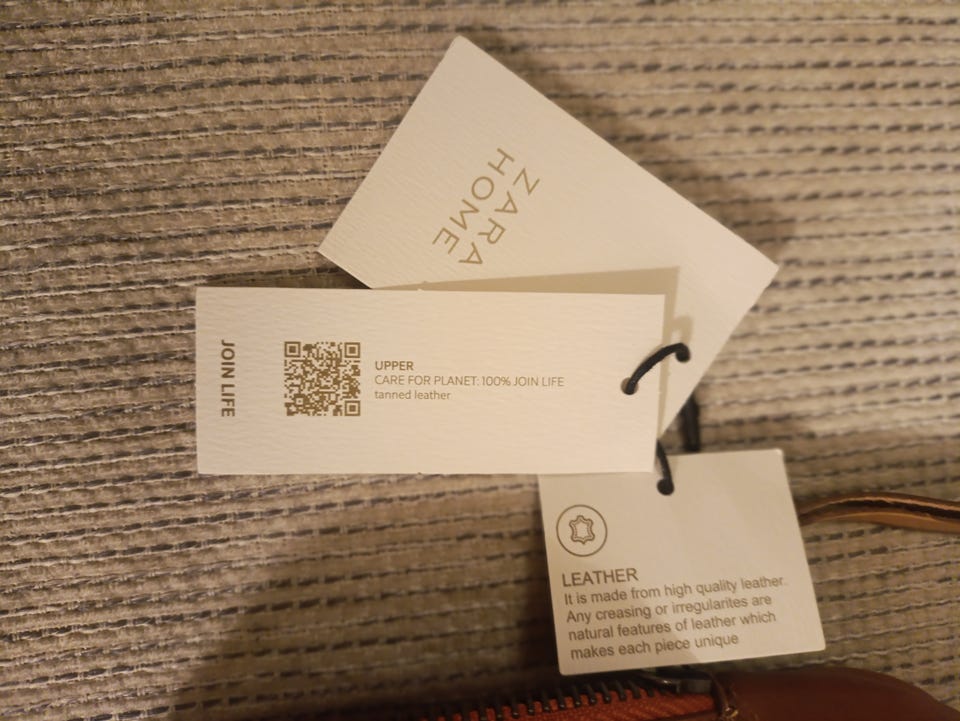 ZARA
HOME
JOIN LIFE
UPPER
CARE FOR PLANET: 100% JOIN LIFE
tanned leather
LEATHER
It is made from high quality leather.
Any creasing or irregularites are
natural features of leather which
makes each piece unique